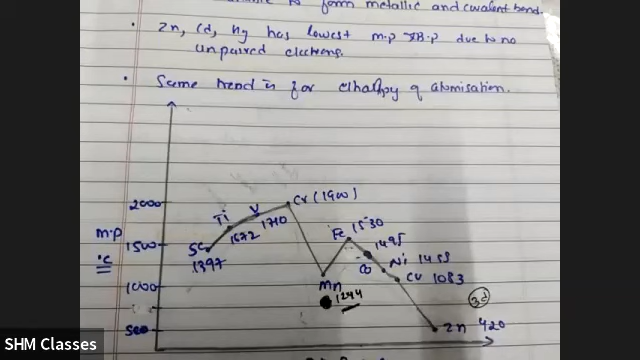 to form metallic and covalent bond.
Zn, Cd, Hg has lowest m.p & B.p due to no
unpaired electrons.
Same trend is for enthalpy of atomisation.
2000
1500
1000
500
m.p
°C
Sc
1397
Ti
1672
V
1710
Cr (1900)
Mn
1244
Fe 1530
Co
1495
Ni 1453
Cu 1083
3d
Zn 420
SHM Classes